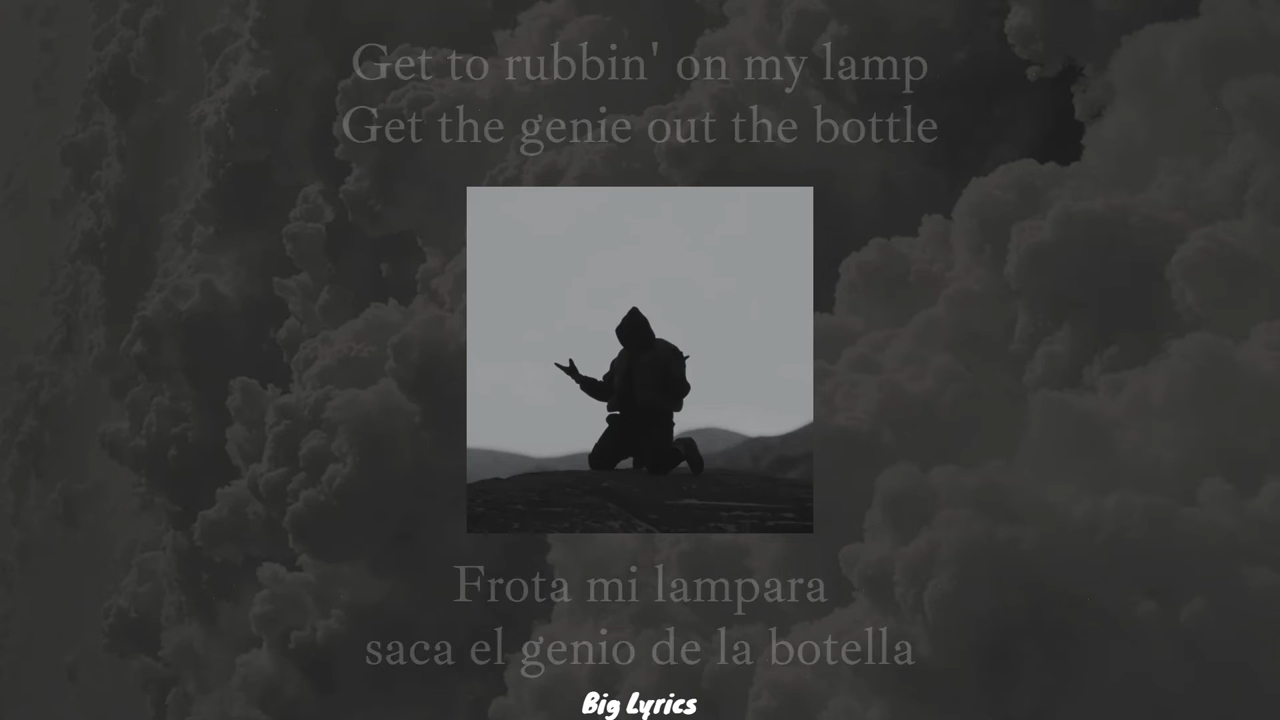 Get to rubbin' on my lamp
Get the genie out the bottle
Frota mi lampara
saca el genio de la botella
Big Lyrics